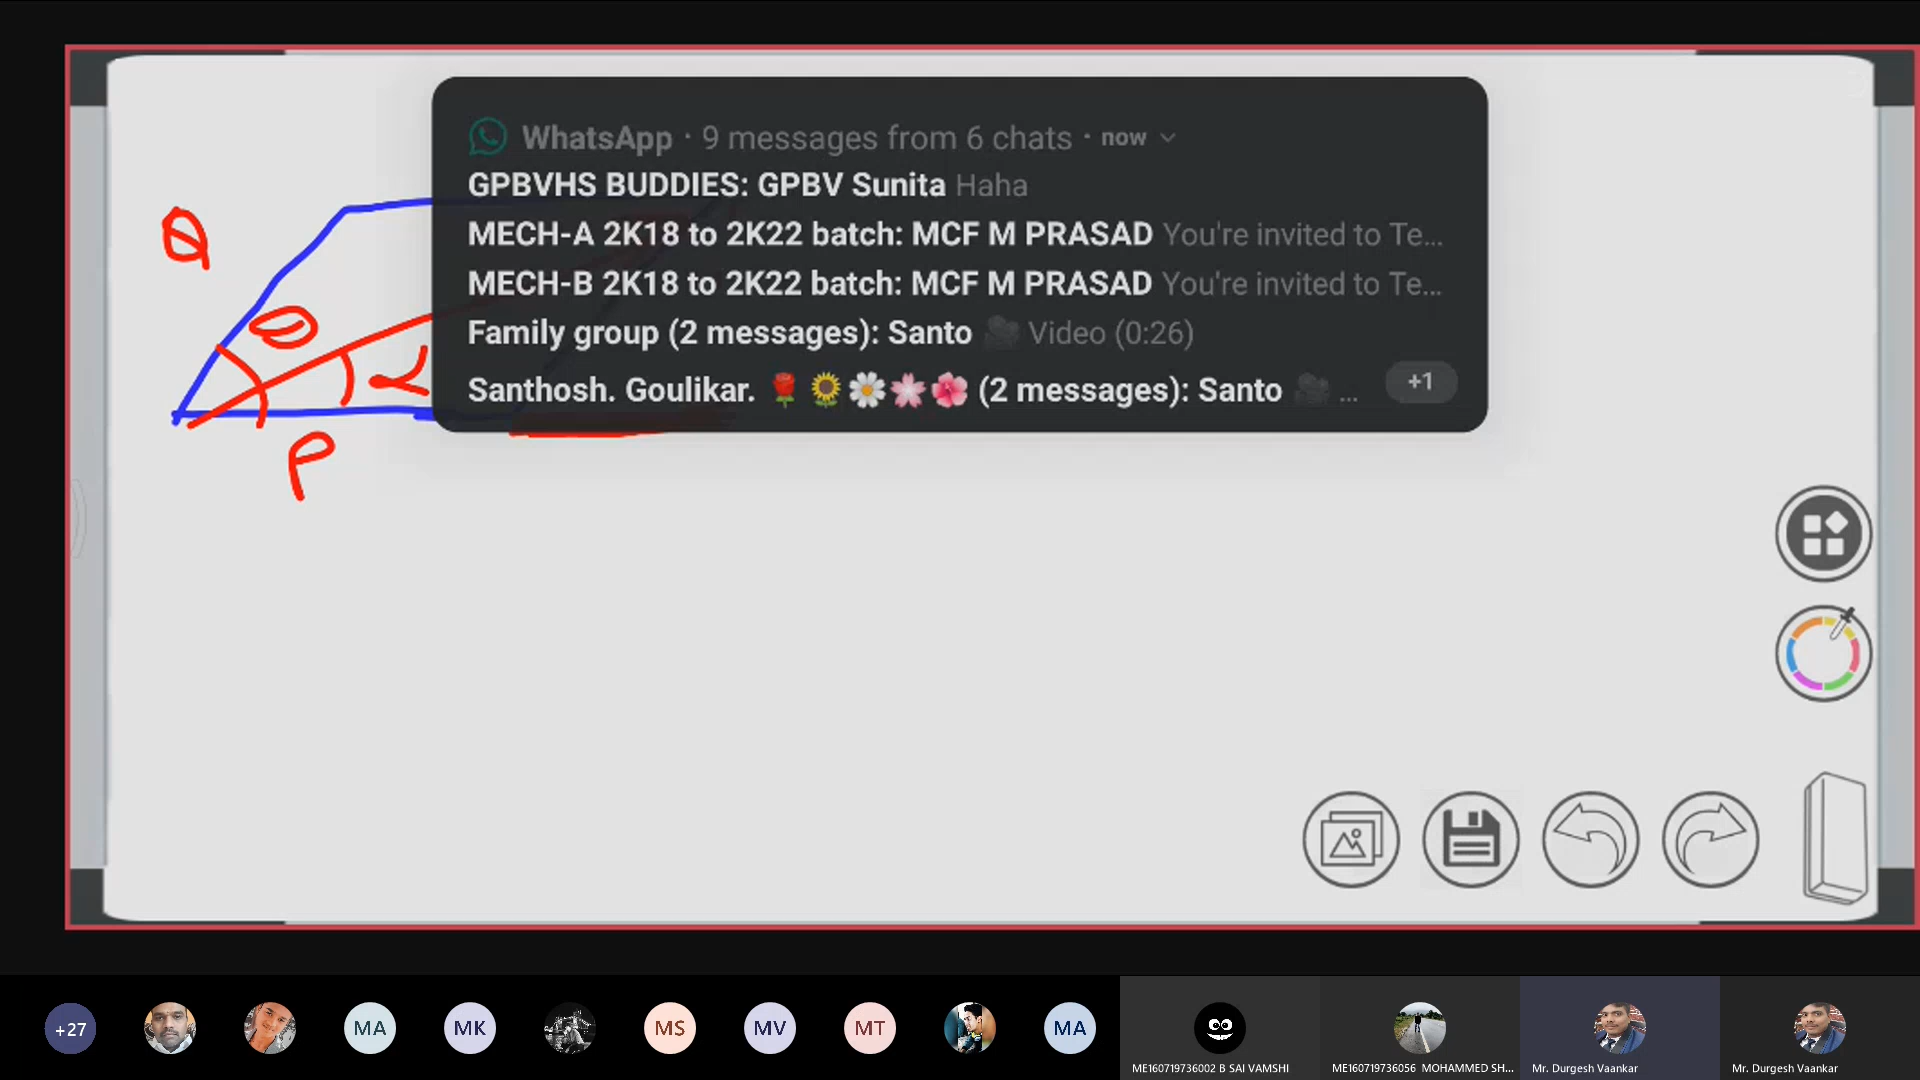 WhatsApp · 9 messages from 6 chats · now
GPBVHS BUDDIES: GPBV Sunita Haha
MECH-A 2K18 to 2K22 batch: MCF M PRASAD You're invited to Te...
MECH-B 2K18 to 2K22 batch: MCF M PRASAD You're invited to Te...
Family group (2 messages): Santo 🎥 Video (0:26)
Santhosh. Goulikar. 🌹🌻🌼🌸🌺 (2 messages): Santo 🎥 ...
+1
Q
θ
α
P
+27
MA
MK
MS
MV
MT
MA
ME160719736002 B SAI VAMSHI
ME160719736056 MOHAMMED SH...
Mr. Durgesh Vaankar
Mr. Durgesh Vaankar